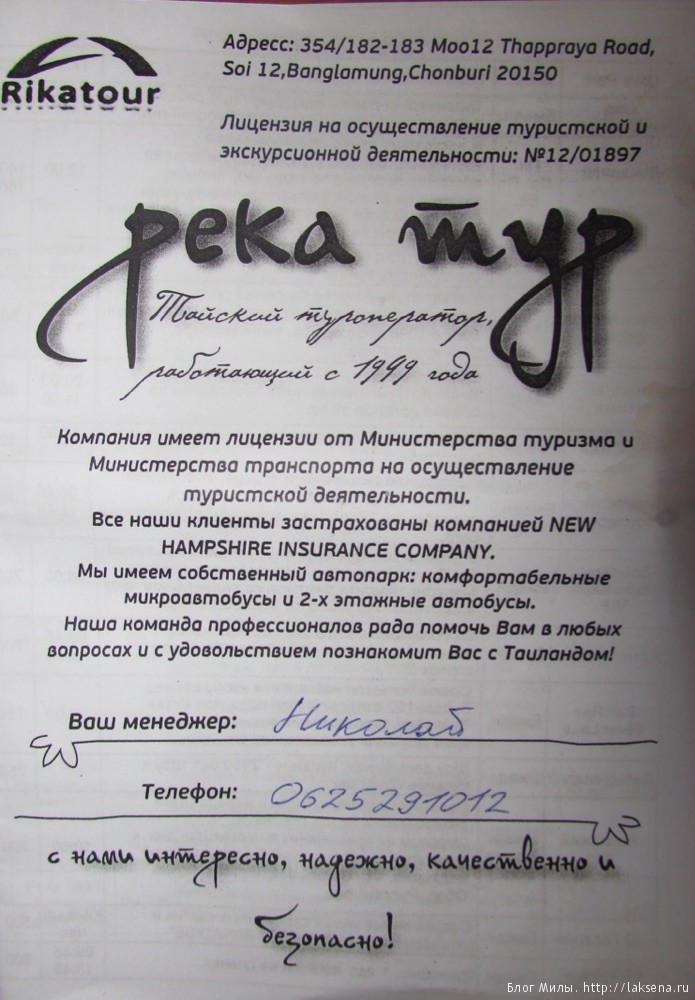 Rikatour
Адресс: 354/182-183 Moo12 Thappraya Road,
Soi 12,Banglamung,Chonburi 20150
Лицензия на осуществление туристской и
экскурсионной деятельности: №12/01897
река тур
Тайский туроператор,
работающий с 1999 года
Компания имеет лицензии от Министерства туризма и
Министерства транспорта на осуществление
туристской деятельности.
Все наши клиенты застрахованы компанией NEW
HAMPSHIRE INSURANCE COMPANY.
Мы имеем собственный автопарк: комфортабельные
микроавтобусы и 2-х этажные автобусы.
Наша команда профессионалов рада помочь Вам в любых
вопросах и с удовольствием познакомит Вас с Таиландом!
Ваш менеджер: Николай
Телефон: 0625291012
с нами интересно, надежно, качественно и
безопасно!
Блог Милы. http://laksena.ru